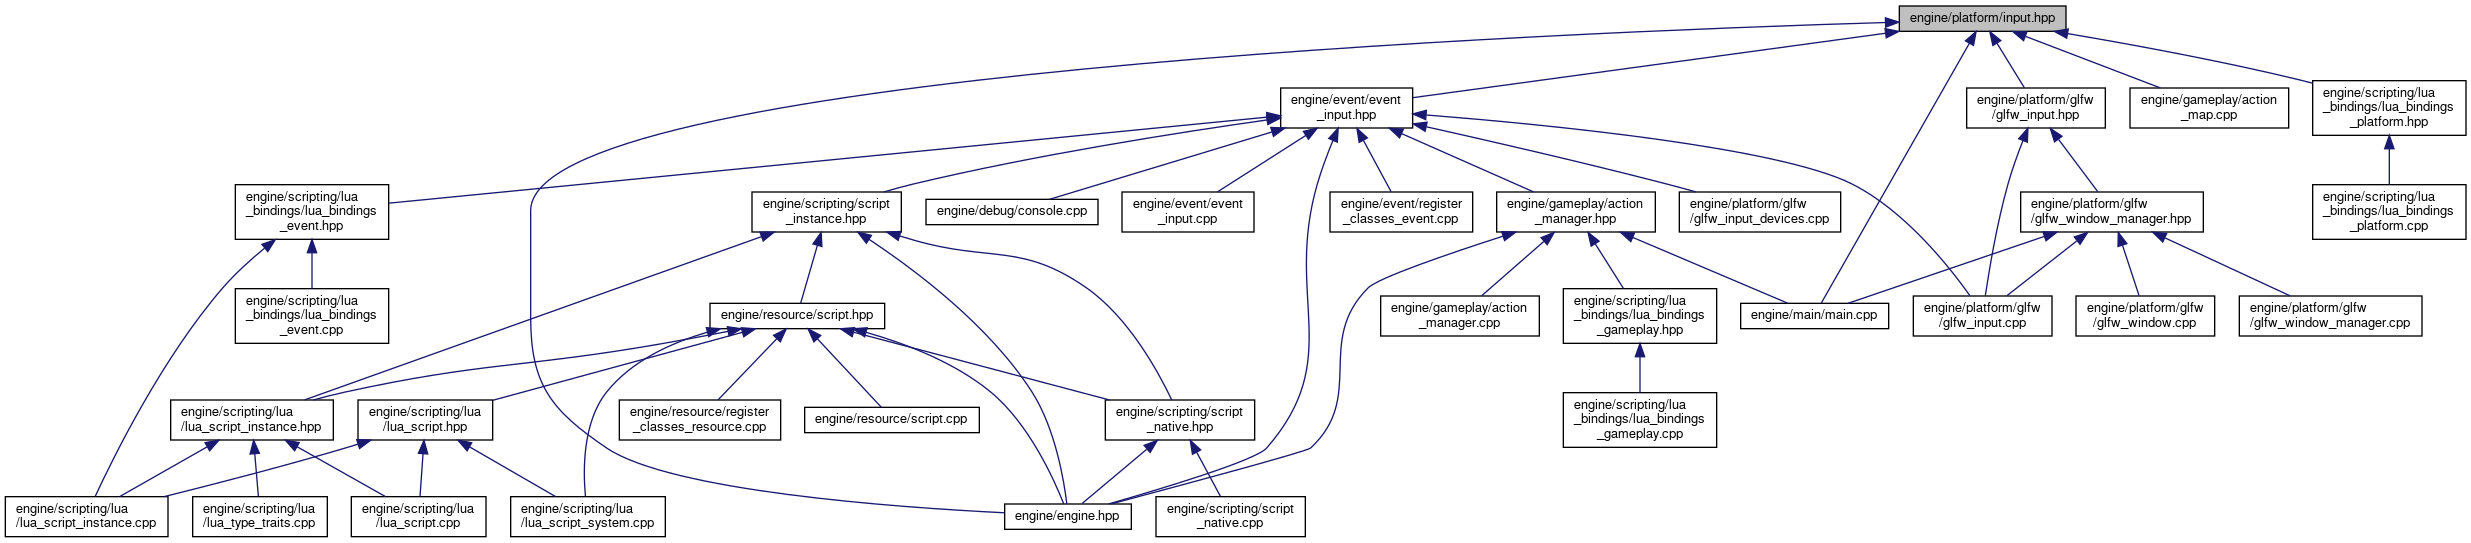 engine/platform/input.hpp
engine/event/event
_input.hpp
engine/platform/glfw
/glfw_input.hpp
engine/gameplay/action
_map.cpp
engine/scripting/lua
_bindings/lua_bindings
_platform.hpp
engine/scripting/lua
_bindings/lua_bindings
_event.hpp
engine/scripting/script
_instance.hpp
engine/debug/console.cpp
engine/event/event
_input.cpp
engine/event/register
_classes_event.cpp
engine/gameplay/action
_manager.hpp
engine/platform/glfw
/glfw_input_devices.cpp
engine/platform/glfw
/glfw_window_manager.hpp
engine/scripting/lua
_bindings/lua_bindings
_platform.cpp
engine/scripting/lua
_bindings/lua_bindings
_event.cpp
engine/resource/script.hpp
engine/gameplay/action
_manager.cpp
engine/scripting/lua
_bindings/lua_bindings
_gameplay.hpp
engine/main/main.cpp
engine/platform/glfw
/glfw_input.cpp
engine/platform/glfw
/glfw_window.cpp
engine/platform/glfw
/glfw_window_manager.cpp
engine/scripting/lua
/lua_script_instance.hpp
engine/scripting/lua
/lua_script.hpp
engine/resource/register
_classes_resource.cpp
engine/resource/script.cpp
engine/scripting/script
_native.hpp
engine/scripting/lua
_bindings/lua_bindings
_gameplay.cpp
engine/scripting/lua
/lua_script_instance.cpp
engine/scripting/lua
/lua_type_traits.cpp
engine/scripting/lua
/lua_script.cpp
engine/scripting/lua
/lua_script_system.cpp
engine/engine.hpp
engine/scripting/script
_native.cpp